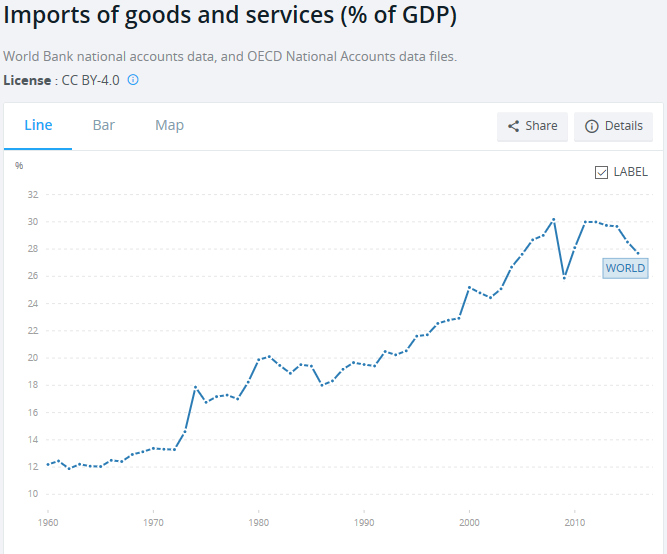 Imports of goods and services (% of GDP)
World Bank national accounts data, and OECD National Accounts data files.
License : CC BY-4.0
Line Bar Map Share Details
%
LABEL
32
30
28
WORLD
26
24
22
20
18
16
14
12
10
1960 1970 1980 1990 2000 2010